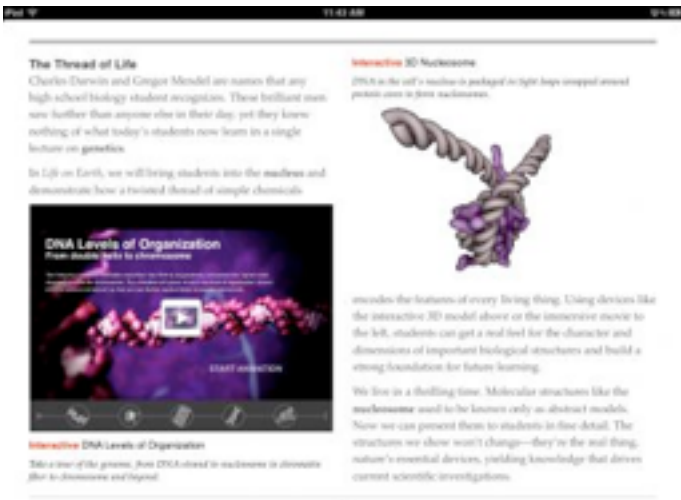 iPad
11:43 AM
The Thread of Life
Charles Darwin and Gregor Mendel are names that any
high school biology student recognizes. These brilliant men
saw further than anyone else in their day, yet they knew
nothing of what today's students now learn in a single
lecture on genetics.
In Life on Earth, we will bring students into the nucleus and
demonstrate how a twisted thread of simple chemicals
DNA Levels of Organization
From double helix to chromosome
START ANIMATION
Interactive DNA Levels of Organization
Take a tour of the genome, from DNA strand to nucleosome to chromatin
fiber to chromosome and beyond.
Interactive 3D Nucleosome
DNA in the cell's nucleus is packaged in tight loops wrapped around
protein cores to form nucleosomes.
encodes the features of every living thing. Using devices like
the interactive 3D model above or the immersive movie to
the left, students can get a real feel for the character and
dimensions of important biological structures and build a
strong foundation for future learning.
We live in a thrilling time. Molecular structures like the
nucleosome used to be known only as abstract models.
Now we can present them to students in fine detail. The
structures we show won't change—they're the real thing,
nature's essential devices, yielding knowledge that drives
current scientific investigations.